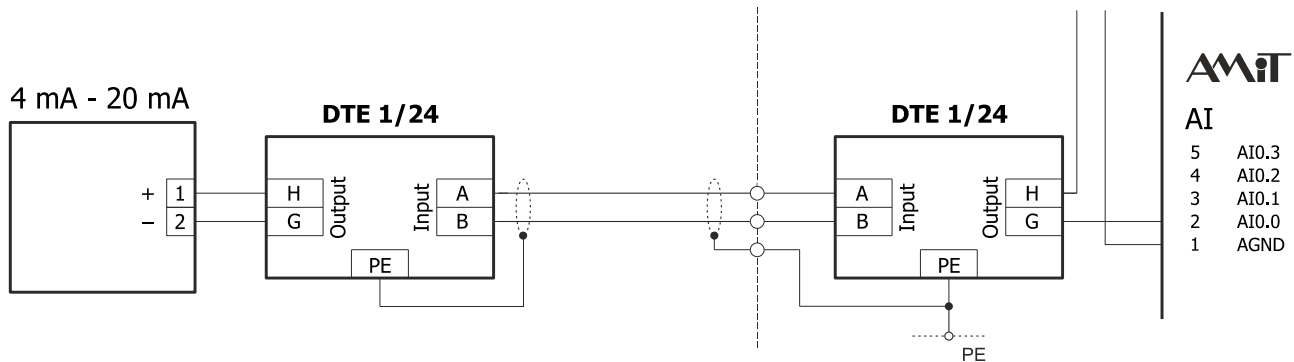 4 mA - 20 mA
+ 1
– 2
DTE 1/24
H
G
Output
Input
A
B
PE
DTE 1/24
A
B
Input
Output
H
G
PE
PE
AMiT
AI
5 AI0.3
4 AI0.2
3 AI0.1
2 AI0.0
1 AGND